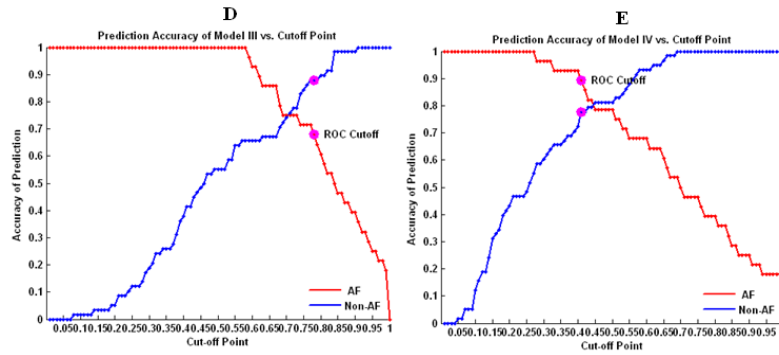 D
Prediction Accuracy of Model III vs. Cutoff Point
Accuracy of Prediction
1
0.9
0.8
0.7
0.6
0.5
0.4
0.3
0.2
0.1
0
ROC Cutoff
AF
Non-AF
0.050.10.150.20.250.30.350.40.450.50.550.60.650.70.750.80.850.90.95 1
Cut-off Point
E
Prediction Accuracy of Model IV vs. Cutoff Point
Accuracy of Prediction
1
0.9
0.8
0.7
0.6
0.5
0.4
0.3
0.2
0.1
0
ROC Cutoff
AF
Non-AF
0.050.10.150.20.250.30.350.40.450.50.550.60.650.70.750.80.850.90.95
Cut-off Point